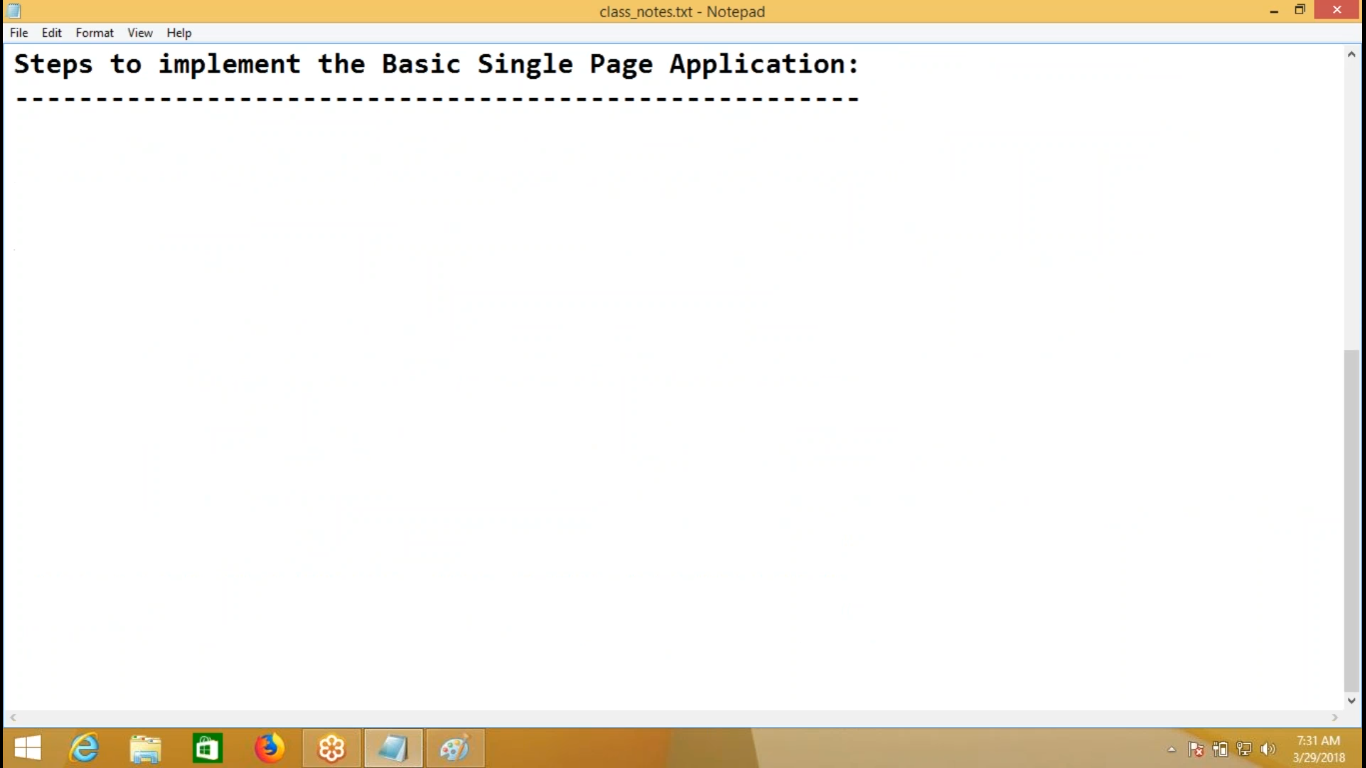 class_notes.txt - Notepad
File Edit Format View Help
Steps to implement the Basic Single Page Application:
-----------------------------------------------------
7:31 AM
3/29/2018